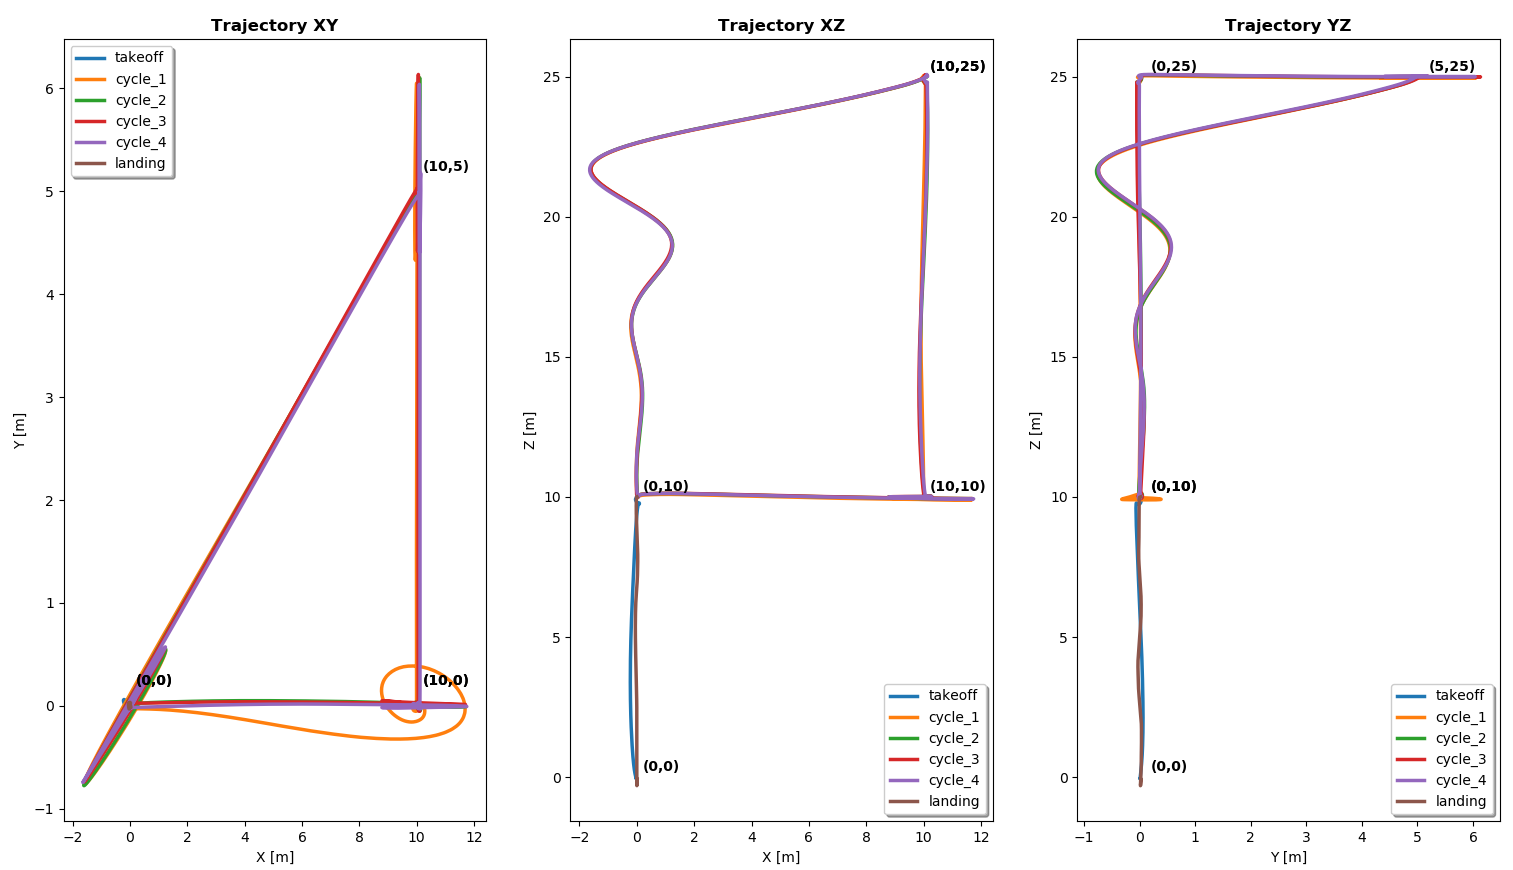 Trajectory XY
takeoff
cycle_1
cycle_2
cycle_3
cycle_4
landing
(10,5)
(0,0)
(10,0)
6
5
4
3
2
1
0
−1
Y [m]
−2
0
2
4
6
8
10
12
X [m]
Trajectory XZ
(10,25)
(0,10)
(10,10)
(0,0)
takeoff
cycle_1
cycle_2
cycle_3
cycle_4
landing
25
20
15
10
5
0
Z [m]
−2
0
2
4
6
8
10
12
X [m]
Trajectory YZ
(0,25)
(5,25)
(0,10)
(0,0)
takeoff
cycle_1
cycle_2
cycle_3
cycle_4
landing
25
20
15
10
5
0
Z [m]
−1
0
1
2
3
4
5
6
Y [m]